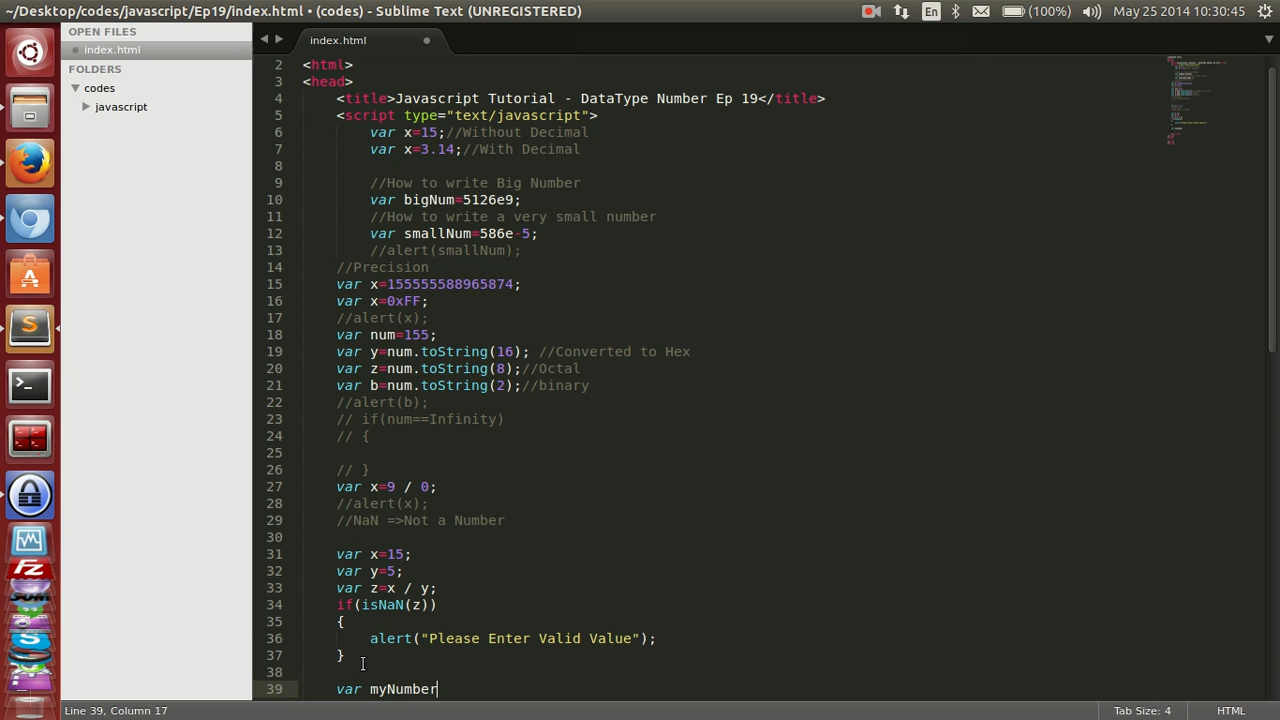 ~/Desktop/codes/javascript/Ep19/index.html • (codes) - Sublime Text (UNREGISTERED)
En (100%) May 25 2014 10:30:45
OPEN FILES
index.html
FOLDERS
codes
javascript
index.html
2 <html>
3 <head>
4 <title>Javascript Tutorial - DataType Number Ep 19</title>
5 <script type="text/javascript">
6 var x=15;//Without Decimal
7 var x=3.14;//With Decimal
8
9 //How to write Big Number
10 var bigNum=5126e9;
11 //How to write a very small number
12 var smallNum=586e-5;
13 //alert(smallNum);
14 //Precision
15 var x=155555588965874;
16 var x=0xFF;
17 //alert(x);
18 var num=155;
19 var y=num.toString(16); //Converted to Hex
20 var z=num.toString(8);//Octal
21 var b=num.toString(2);//binary
22 //alert(b);
23 // if(num==Infinity)
24 // {
25
26 // }
27 var x=9 / 0;
28 //alert(x);
29 //NaN =>Not a Number
30
31 var x=15;
32 var y=5;
33 var z=x / y;
34 if(isNaN(z))
35 {
36 alert("Please Enter Valid Value");
37 }
38
39 var myNumber
Line 39, Column 17
Tab Size: 4
HTML